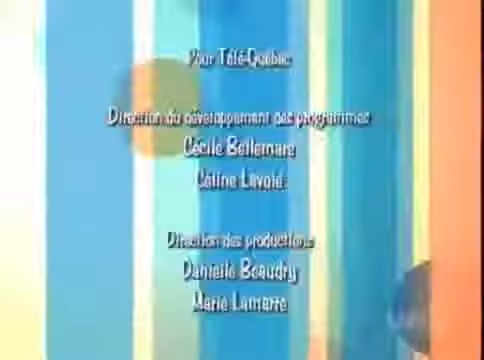 Pour Télé-Québec
Direction du développement des programmes
Cécile Bellemare
Céline Lavoie
Direction des productions
Danielle Beaudry
Marie Lamarre